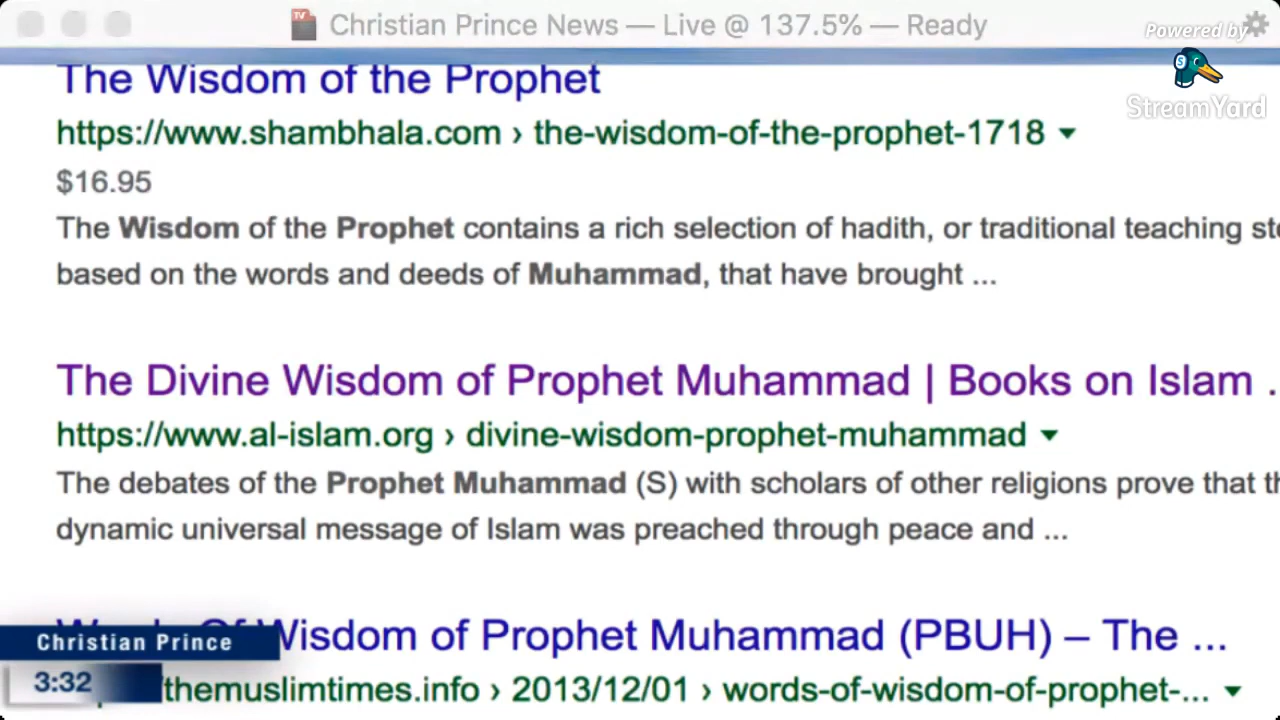 TV Christian Prince News — Live @ 137.5% — Ready
Powered by
StreamYard
The Wisdom of the Prophet
https://www.shambhala.com › the-wisdom-of-the-prophet-1718
$16.95
The Wisdom of the Prophet contains a rich selection of hadith, or traditional teaching
based on the words and deeds of Muhammad, that have brought ...
The Divine Wisdom of Prophet Muhammad | Books on Islam
https://www.al-islam.org › divine-wisdom-prophet-muhammad
The debates of the Prophet Muhammad (S) with scholars of other religions prove that
dynamic universal message of Islam was preached through peace and ...
Wisdom of Prophet Muhammad (PBUH) – The ...
Christian Prince
3:32
themuslimtimes.info › 2013/12/01 › words-of-wisdom-of-prophet-...